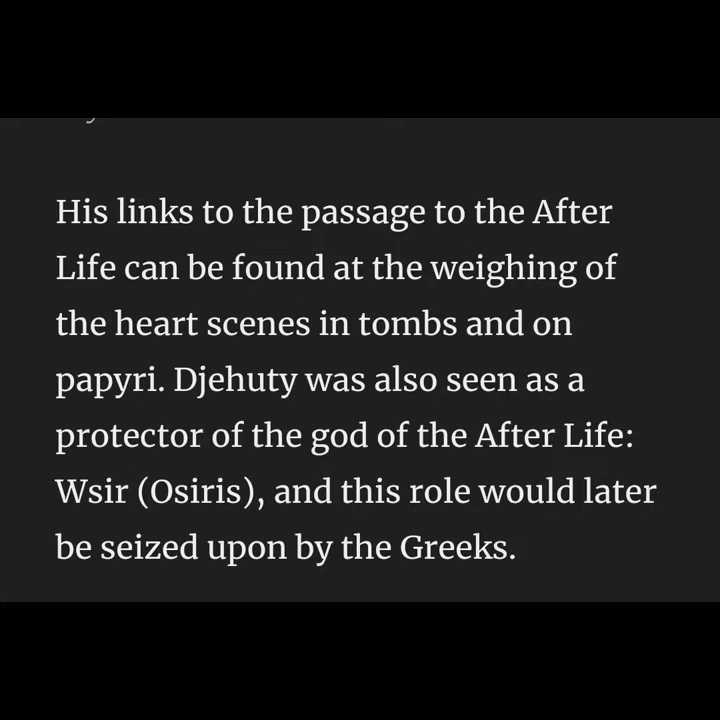 His links to the passage to the After
Life can be found at the weighing of
the heart scenes in tombs and on
papyri. Djehuty was also seen as a
protector of the god of the After Life:
Wsir (Osiris), and this role would later
be seized upon by the Greeks.